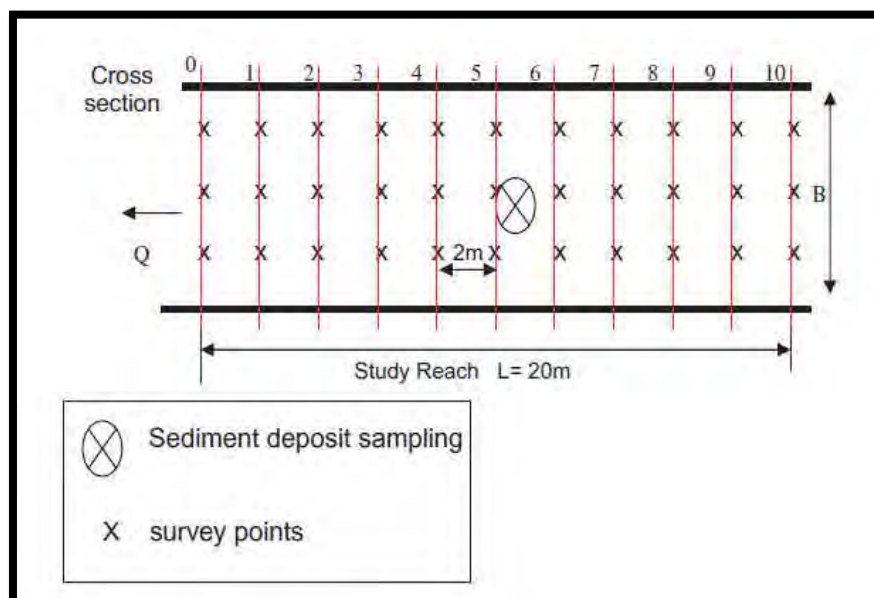 Cross
section
0 1 2 3 4 5 6 7 8 9 10
X X X X X X X X X X X
X X X X X X X X X X X
B
Q
X X X X X X X X X X X
2m
Study Reach L= 20m
Sediment deposit sampling
X survey points